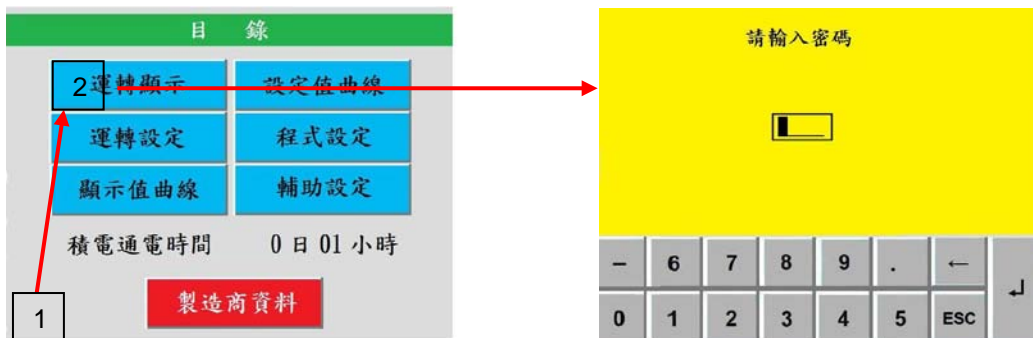 目 錄
2 運轉顯示 設定值曲線
運轉設定 程式設定
顯示值曲線 輔助設定
積電通電時間 0 日 01 小時
製造商資料
1
請輸入密碼
– 6 7 8 9 . ←
0 1 2 3 4 5 ESC ↵